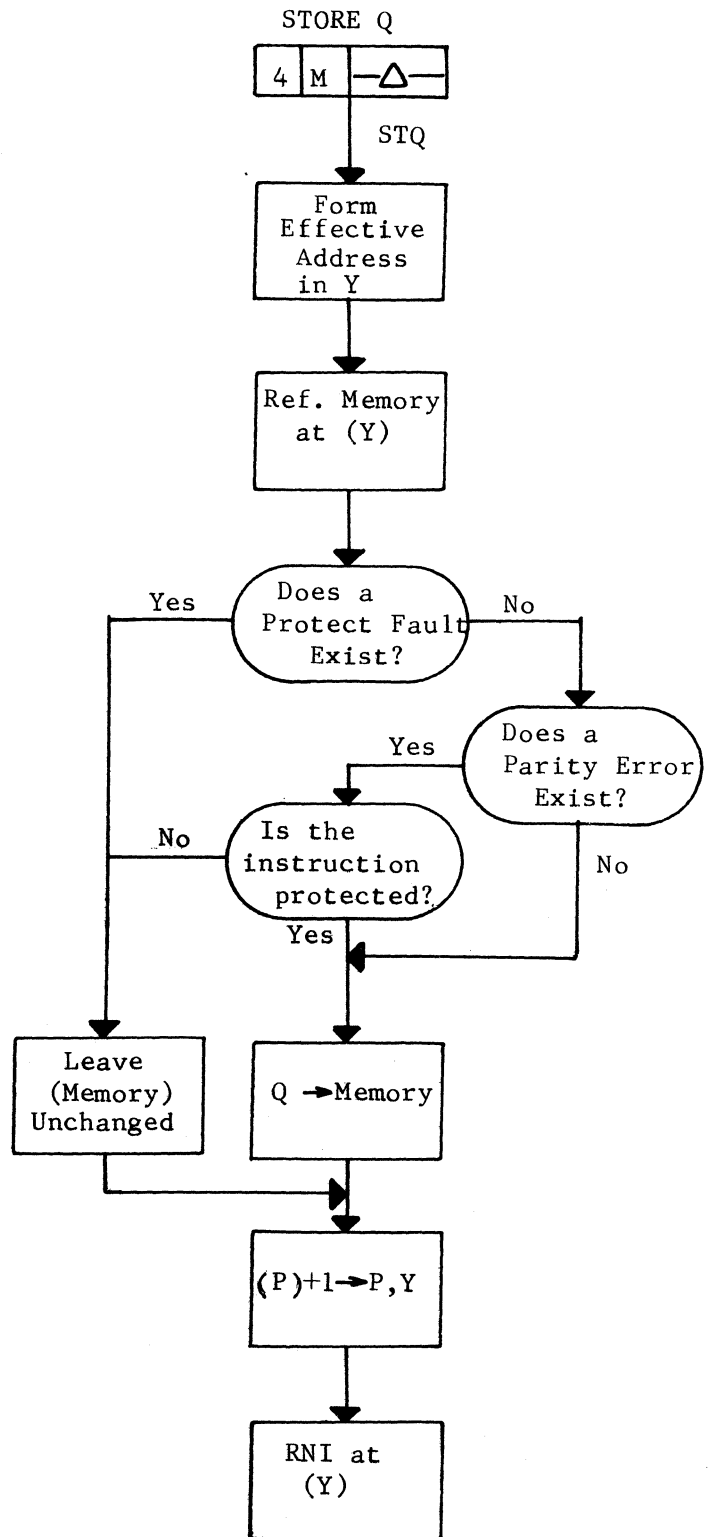 STORE Q
4 M Δ
STQ
Form
Effective
Address
in Y
Ref. Memory
at (Y)
Does a
Protect Fault
Exist?
Yes
No
Does a
Parity Error
Exist?
Yes
No
Is the
instruction
protected?
No
Yes
Leave
(Memory)
Unchanged
Q → Memory
(P)+1→P,Y
RNI at
(Y)